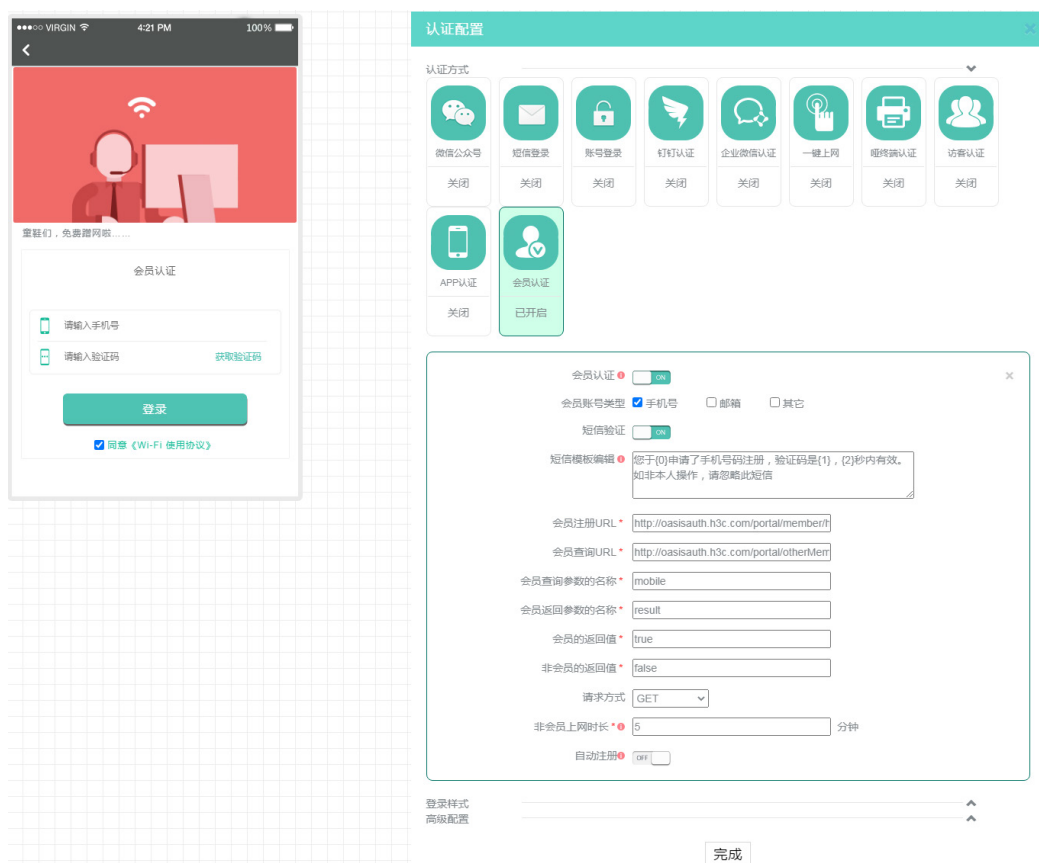 VIRGIN 4:21 PM 100%
童鞋们，免费蹭网啦……
会员认证
请输入手机号
请输入验证码 获取验证码
登录
同意《Wi-Fi 使用协议》
认证配置
认证方式
微信公众号 短信登录 账号登录 钉钉认证 企业微信认证 一键上网 哑终端认证 访客认证
关闭 关闭 关闭 关闭 关闭 关闭 关闭 关闭
APP认证 会员认证
关闭 已开启
会员认证 ON
会员账号类型 手机号 邮箱 其它
短信验证 ON
短信模板编辑 您于{0}申请了手机号码注册，验证码是{1}，{2}秒内有效。
如非本人操作，请忽略此短信
会员注册URL * http://oasisauth.h3c.com/portal/member/h
会员查询URL * http://oasisauth.h3c.com/portal/otherMem
会员查询参数的名称 * mobile
会员返回参数的名称 * result
会员的返回值 * true
非会员的返回值 * false
请求方式 GET
非会员上网时长 * 5 分钟
自动注册 OFF
登录样式
高级配置
完成